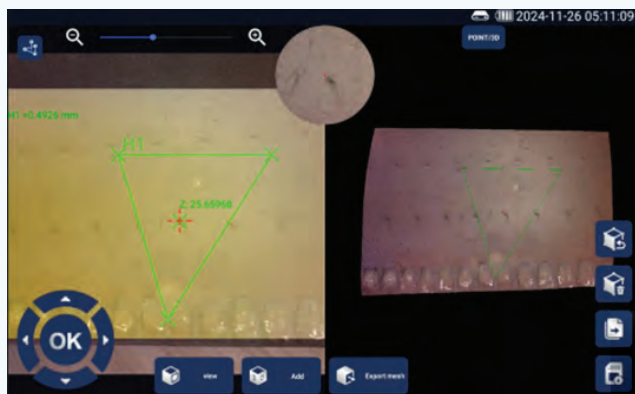 2024-11-26 05:11:09
POINT/3D
H1 =0.4926 mm
H1
Z: 25.65968
OK
view
Add
Export mesh